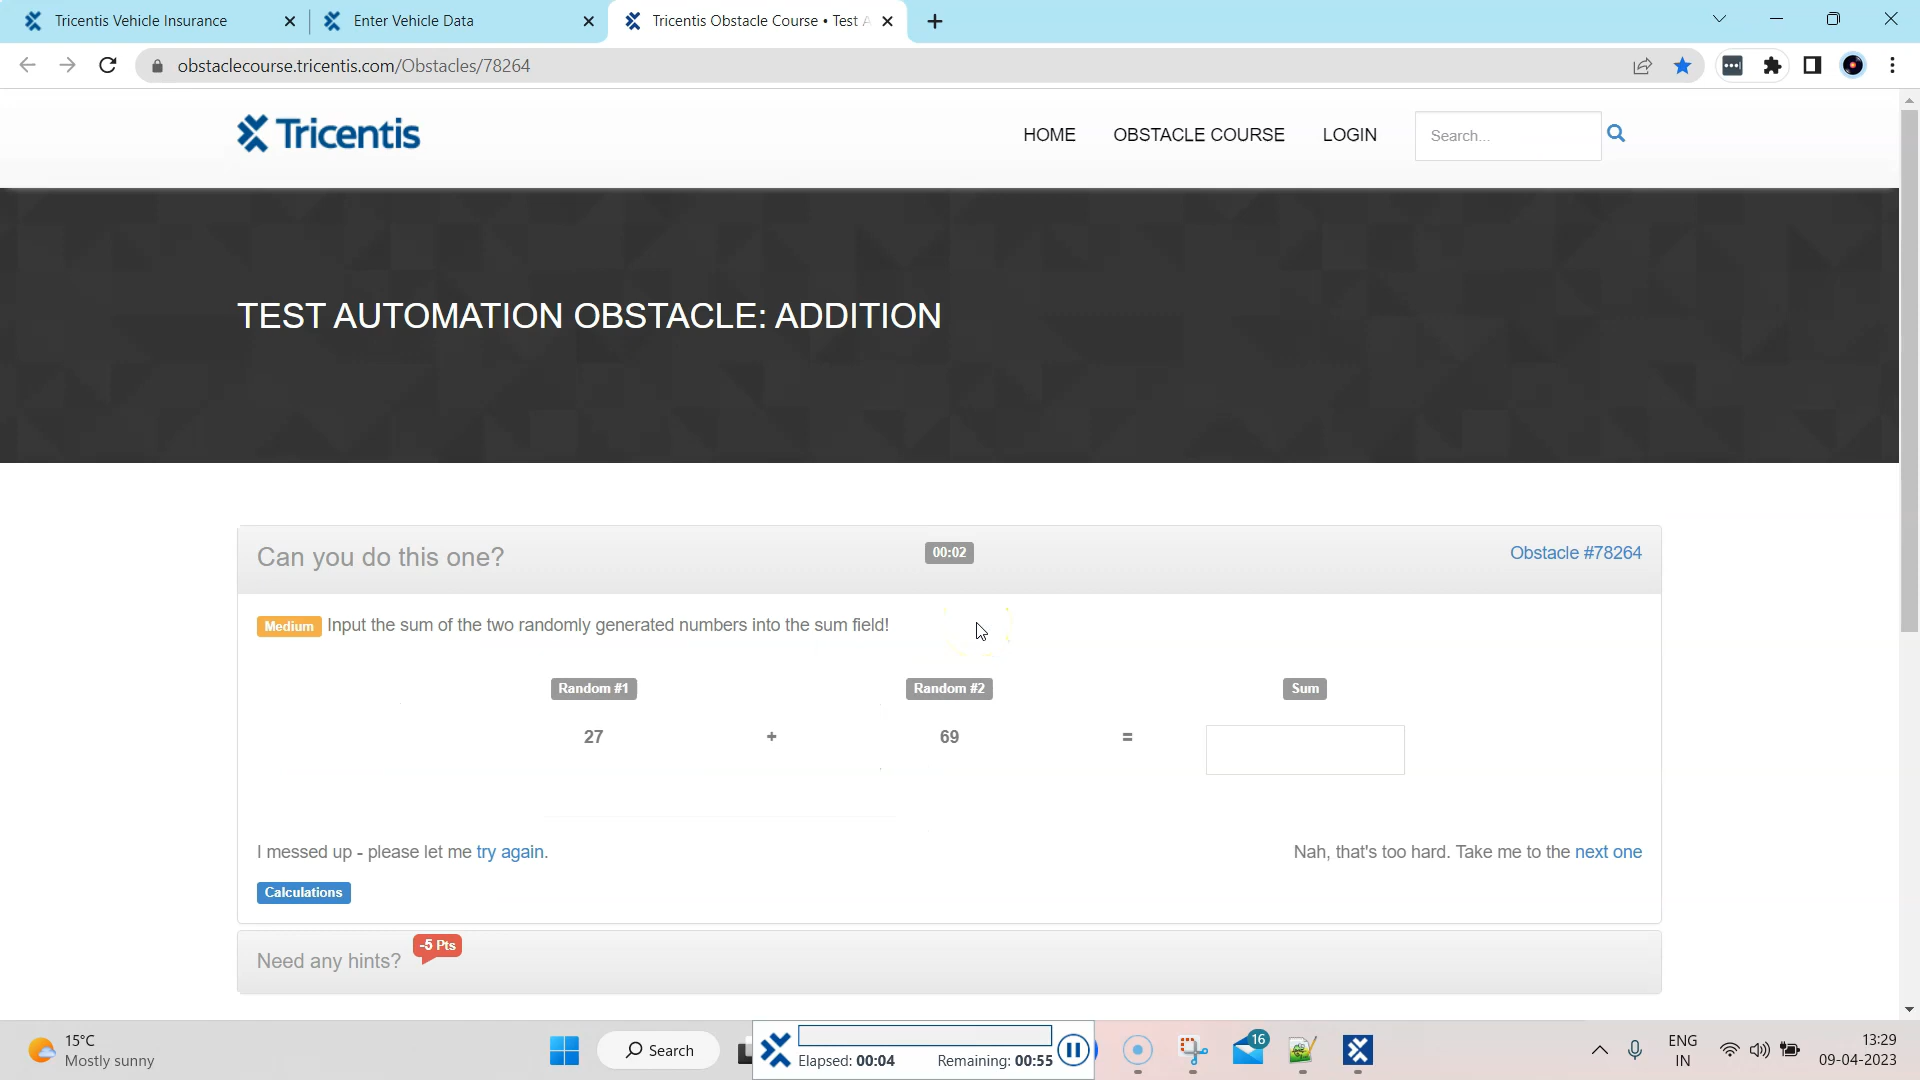 Tricentis Vehicle Insurance
Enter Vehicle Data
Tricentis Obstacle Course • Test A
obstaclecourse.tricentis.com/Obstacles/78264
Tricentis
HOME
OBSTACLE COURSE
LOGIN
Search...
TEST AUTOMATION OBSTACLE: ADDITION
Can you do this one?
00:02
Obstacle #78264
Medium Input the sum of the two randomly generated numbers into the sum field!
Random #1
Random #2
Sum
27 + 69 =
I messed up - please let me try again.
Nah, that's too hard. Take me to the next one
Calculations
Need any hints?
-5 Pts
15°C
Mostly sunny
Search
Elapsed: 00:04
Remaining: 00:55
16
ENG
IN
13:29
09-04-2023